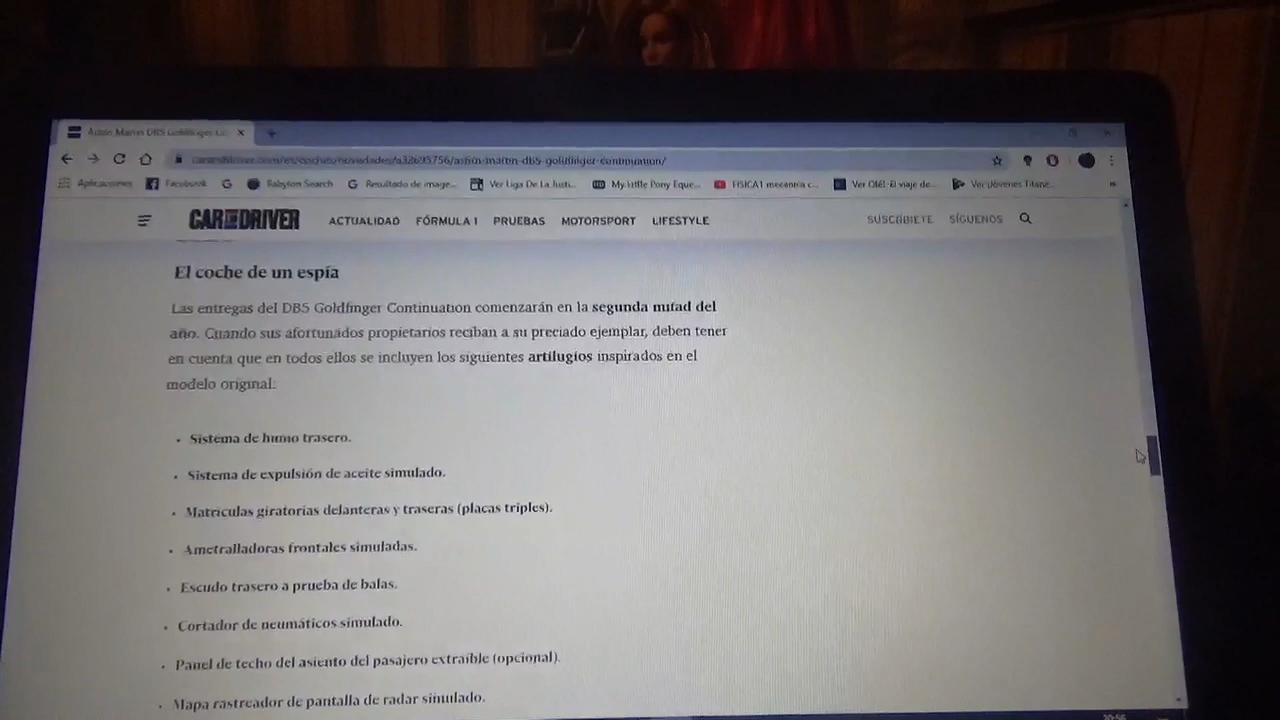 Aston Martin DB5 Goldfinger Co
caranddriver.com/es/coches/novedades/a32695756/aston-martin-db5-goldfinger-continuation/
Aplicaciones Facebook G Babylon Search Resultado de image... Ver Liga De La Justi... My Little Pony Eque... FISICA1 mecanica c... Ver Olé! El viaje de... Ver Jóvenes Titane...
CAR AND DRIVER ACTUALIDAD FÓRMULA 1 PRUEBAS MOTORSPORT LIFESTYLE SUSCRÍBETE SÍGUENOS
El coche de un espía
Las entregas del DB5 Goldfinger Continuation comenzarán en la segunda mitad del
año. Cuando sus afortunados propietarios reciban a su preciado ejemplar, deben tener
en cuenta que en todos ellos se incluyen los siguientes artilugios inspirados en el
modelo original:
• Sistema de humo trasero.
• Sistema de expulsión de aceite simulado.
• Matrículas giratorias delanteras y traseras (placas triples).
• Ametralladoras frontales simuladas.
• Escudo trasero a prueba de balas.
• Cortador de neumáticos simulado.
• Panel de techo del asiento del pasajero extraíble (opcional).
• Mapa rastreador de pantalla de radar simulado.